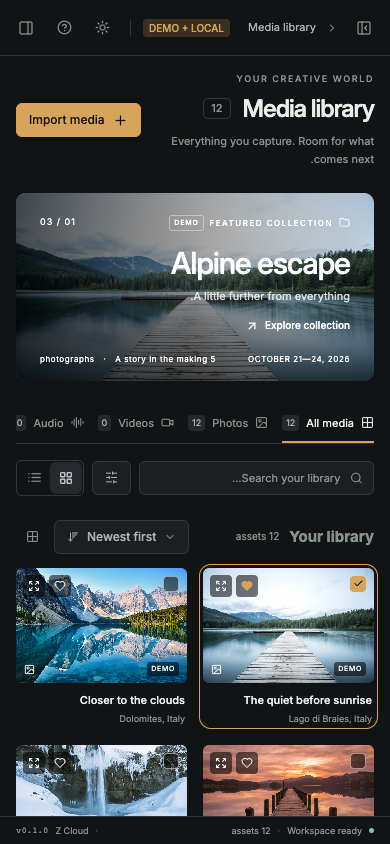 DEMO + LOCAL
Media library
YOUR CREATIVE WORLD
Media library 12
Import media
Everything you capture. Room for what
.comes next
03 / 01
DEMO FEATURED COLLECTION
Alpine escape
.A little further from everything
Explore collection
photographs · A story in the making 5
OCTOBER 21—24, 2026
All media 12
Photos 12
Videos 0
Audio 0
...Search your library
Newest first
assets 12 Your library
DEMO
DEMO
The quiet before sunrise
Lago di Braies, Italy
Closer to the clouds
Dolomites, Italy
v0.1.0 Z Cloud ·
assets 12 · Workspace ready